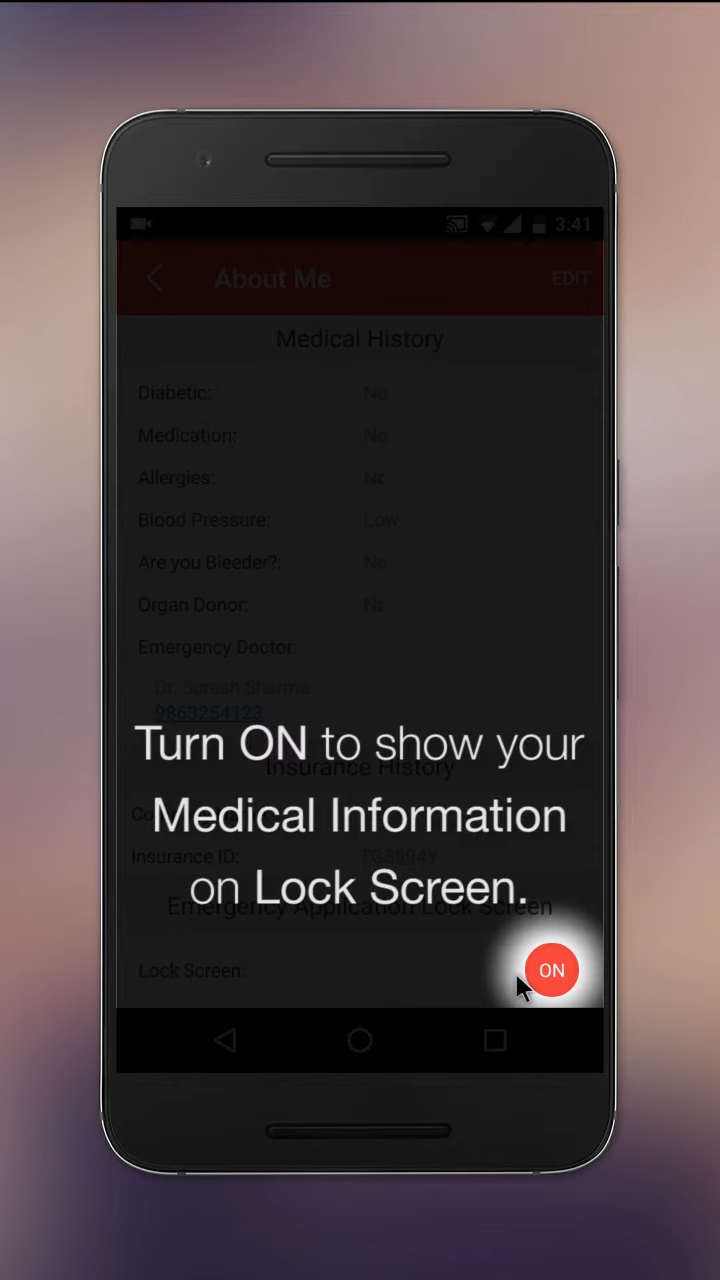 3:41
About Me
EDIT
Medical History
Diabetic: No
Medication: No
Allergies: No
Blood Pressure: Low
Are you Bleeder?: No
Organ Donor: No
Emergency Doctor:
Dr. Suresh Sharma
9863254123
Turn ON to show your
Insurance History
Medical Information
Insurance ID: TG5894Y
on Lock Screen.
Emergency Application Lock Screen
Lock Screen: ON